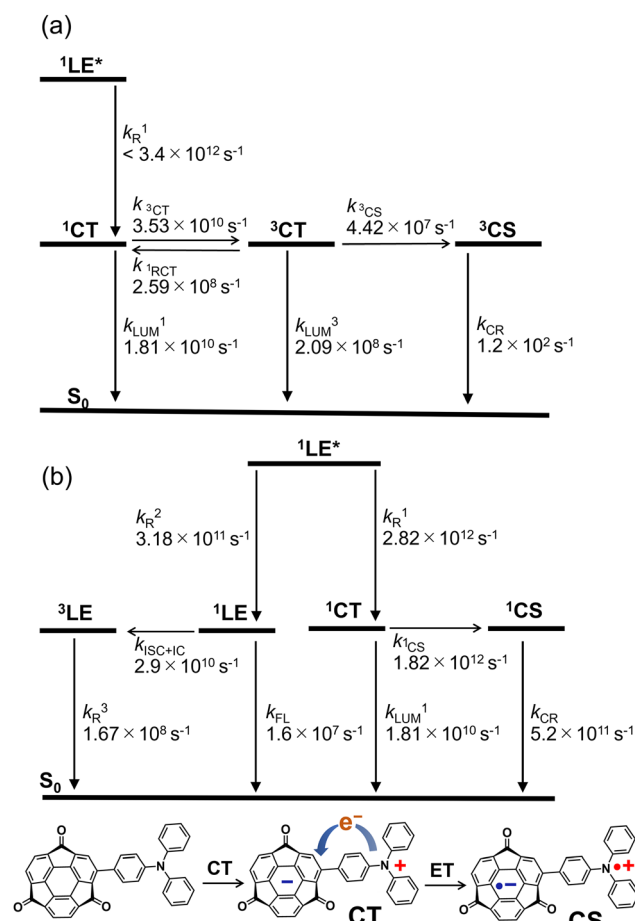 (a)
¹LE*
k_R¹
< 3.4 × 10¹² s⁻¹
k ³CT
¹CT 3.53 × 10¹⁰ s⁻¹ ³CT
k ³CS
4.42 × 10⁷ s⁻¹ ³CS
k ¹RCT
2.59 × 10⁸ s⁻¹
k_LUM¹
1.81 × 10¹⁰ s⁻¹
k_LUM³
2.09 × 10⁸ s⁻¹
k_CR
1.2 × 10² s⁻¹
S₀
(b)
¹LE*
k_R²
3.18 × 10¹¹ s⁻¹
k_R¹
2.82 × 10¹² s⁻¹
³LE ¹LE ¹CT ¹CS
k_ISC+IC
2.9 × 10¹⁰ s⁻¹
k¹CS
1.82 × 10¹² s⁻¹
k_R³
1.67 × 10⁸ s⁻¹
k_FL
1.6 × 10⁷ s⁻¹
k_LUM¹
1.81 × 10¹⁰ s⁻¹
k_CR
5.2 × 10¹¹ s⁻¹
S₀
O
N
O
O
CT
e⁻
O
N +
−
O
O
CT
ET
O
N •+
•−
O
O
CS